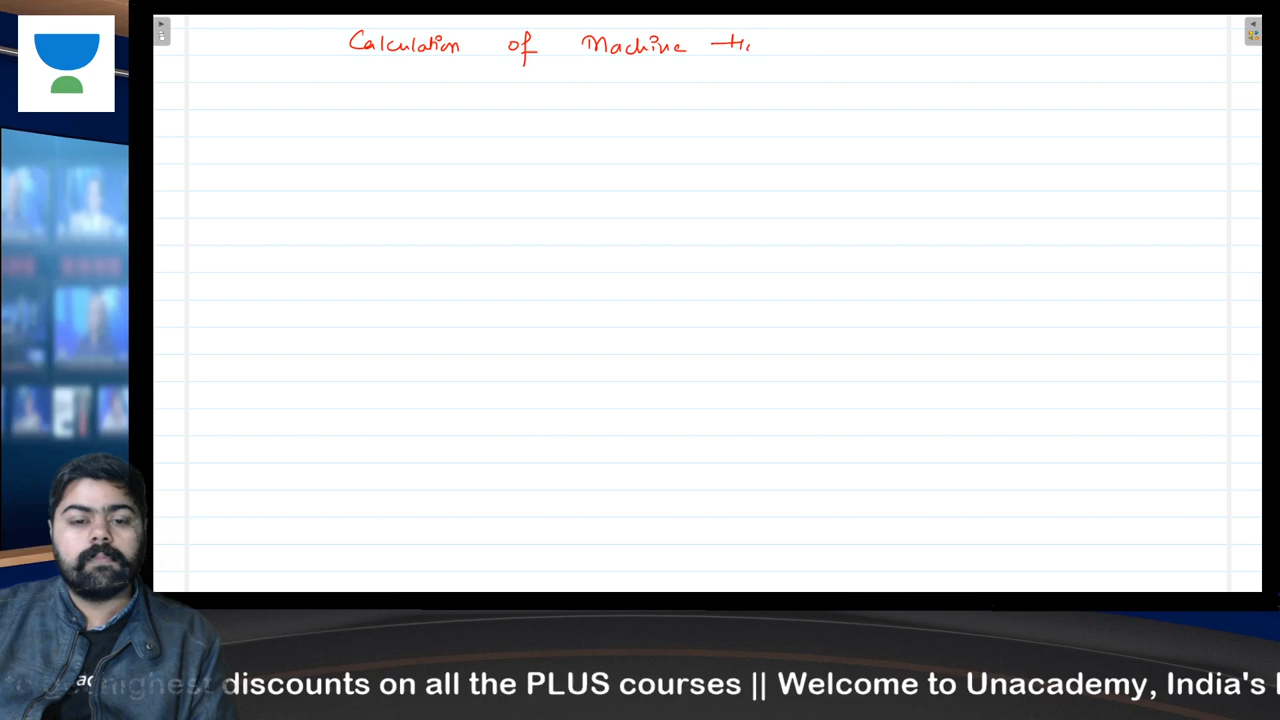 Calculation of Machine
discounts on all the PLUS courses || Welcome to Unacademy, India's